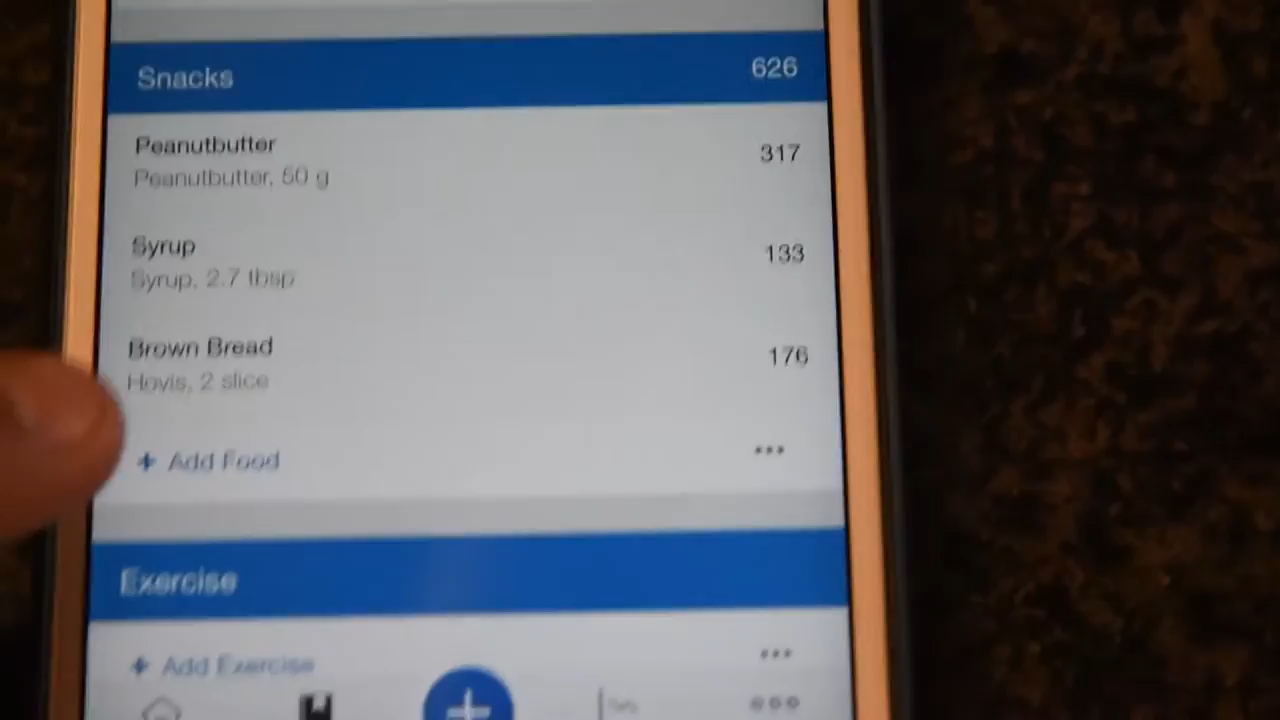 Snacks 626
Peanutbutter 317
Peanutbutter, 50 g
Syrup 133
Syrup, 2.7 tbsp
Brown Bread 176
Hovis, 2 slice
+ Add Food
Exercise
+ Add Exercise